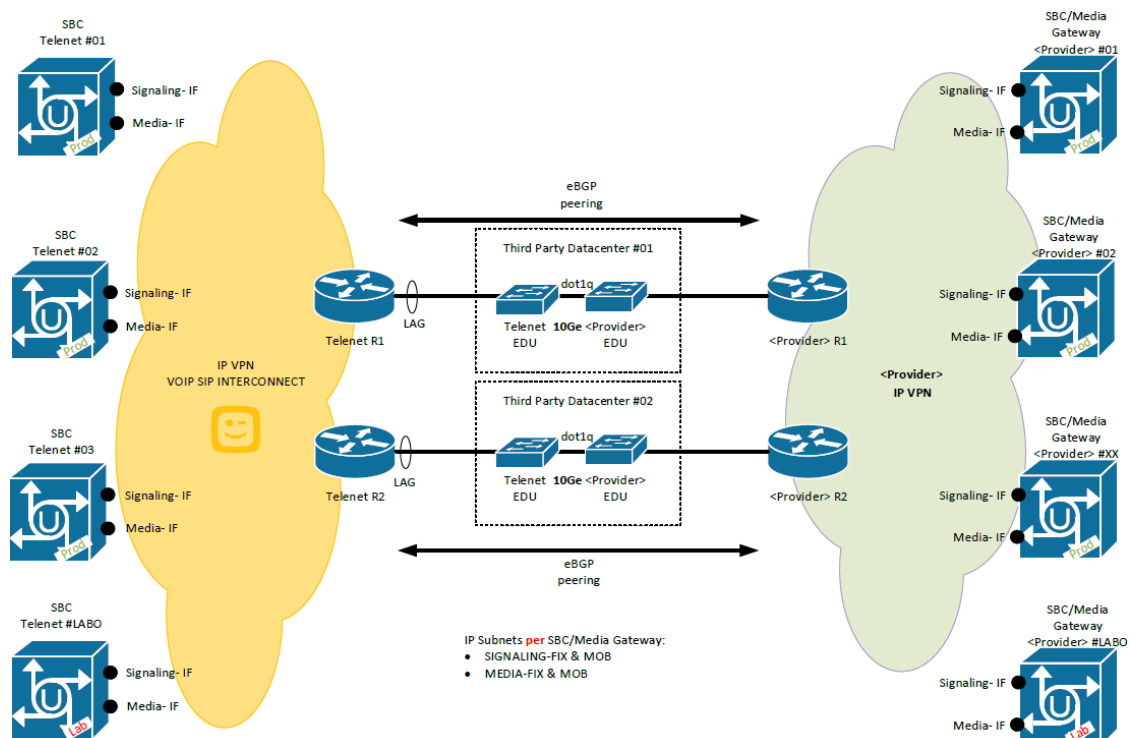 SBC
Telenet #01
Signaling- IF
Media- IF
Prod
SBC
Telenet #02
Signaling- IF
Media- IF
Prod
SBC
Telenet #03
Signaling- IF
Media- IF
Prod
SBC
Telenet #LABO
Signaling- IF
Media- IF
Lab
IP VPN
VOIP SIP INTERCONNECT
Telenet R1
LAG
Telenet R2
LAG
eBGP
peering
Third Party Datacenter #01
dot1q
Telenet 10Ge <Provider>
EDU EDU
Third Party Datacenter #02
dot1q
Telenet 10Ge <Provider>
EDU EDU
eBGP
peering
IP Subnets per SBC/Media Gateway:
• SIGNALING-FIX & MOB
• MEDIA-FIX & MOB
<Provider> R1
<Provider> R2
<Provider>
IP VPN
SBC/Media
Gateway
<Provider> #01
Signaling- IF
Media- IF
Prod
SBC/Media
Gateway
<Provider> #02
Signaling- IF
Media- IF
Prod
SBC/Media
Gateway
<Provider> #XX
Signaling- IF
Media- IF
Prod
SBC/Media
Gateway
<Provider> #LABO
Signaling- IF
Media- IF
Lab
U
U
U
U
U
U
U
U